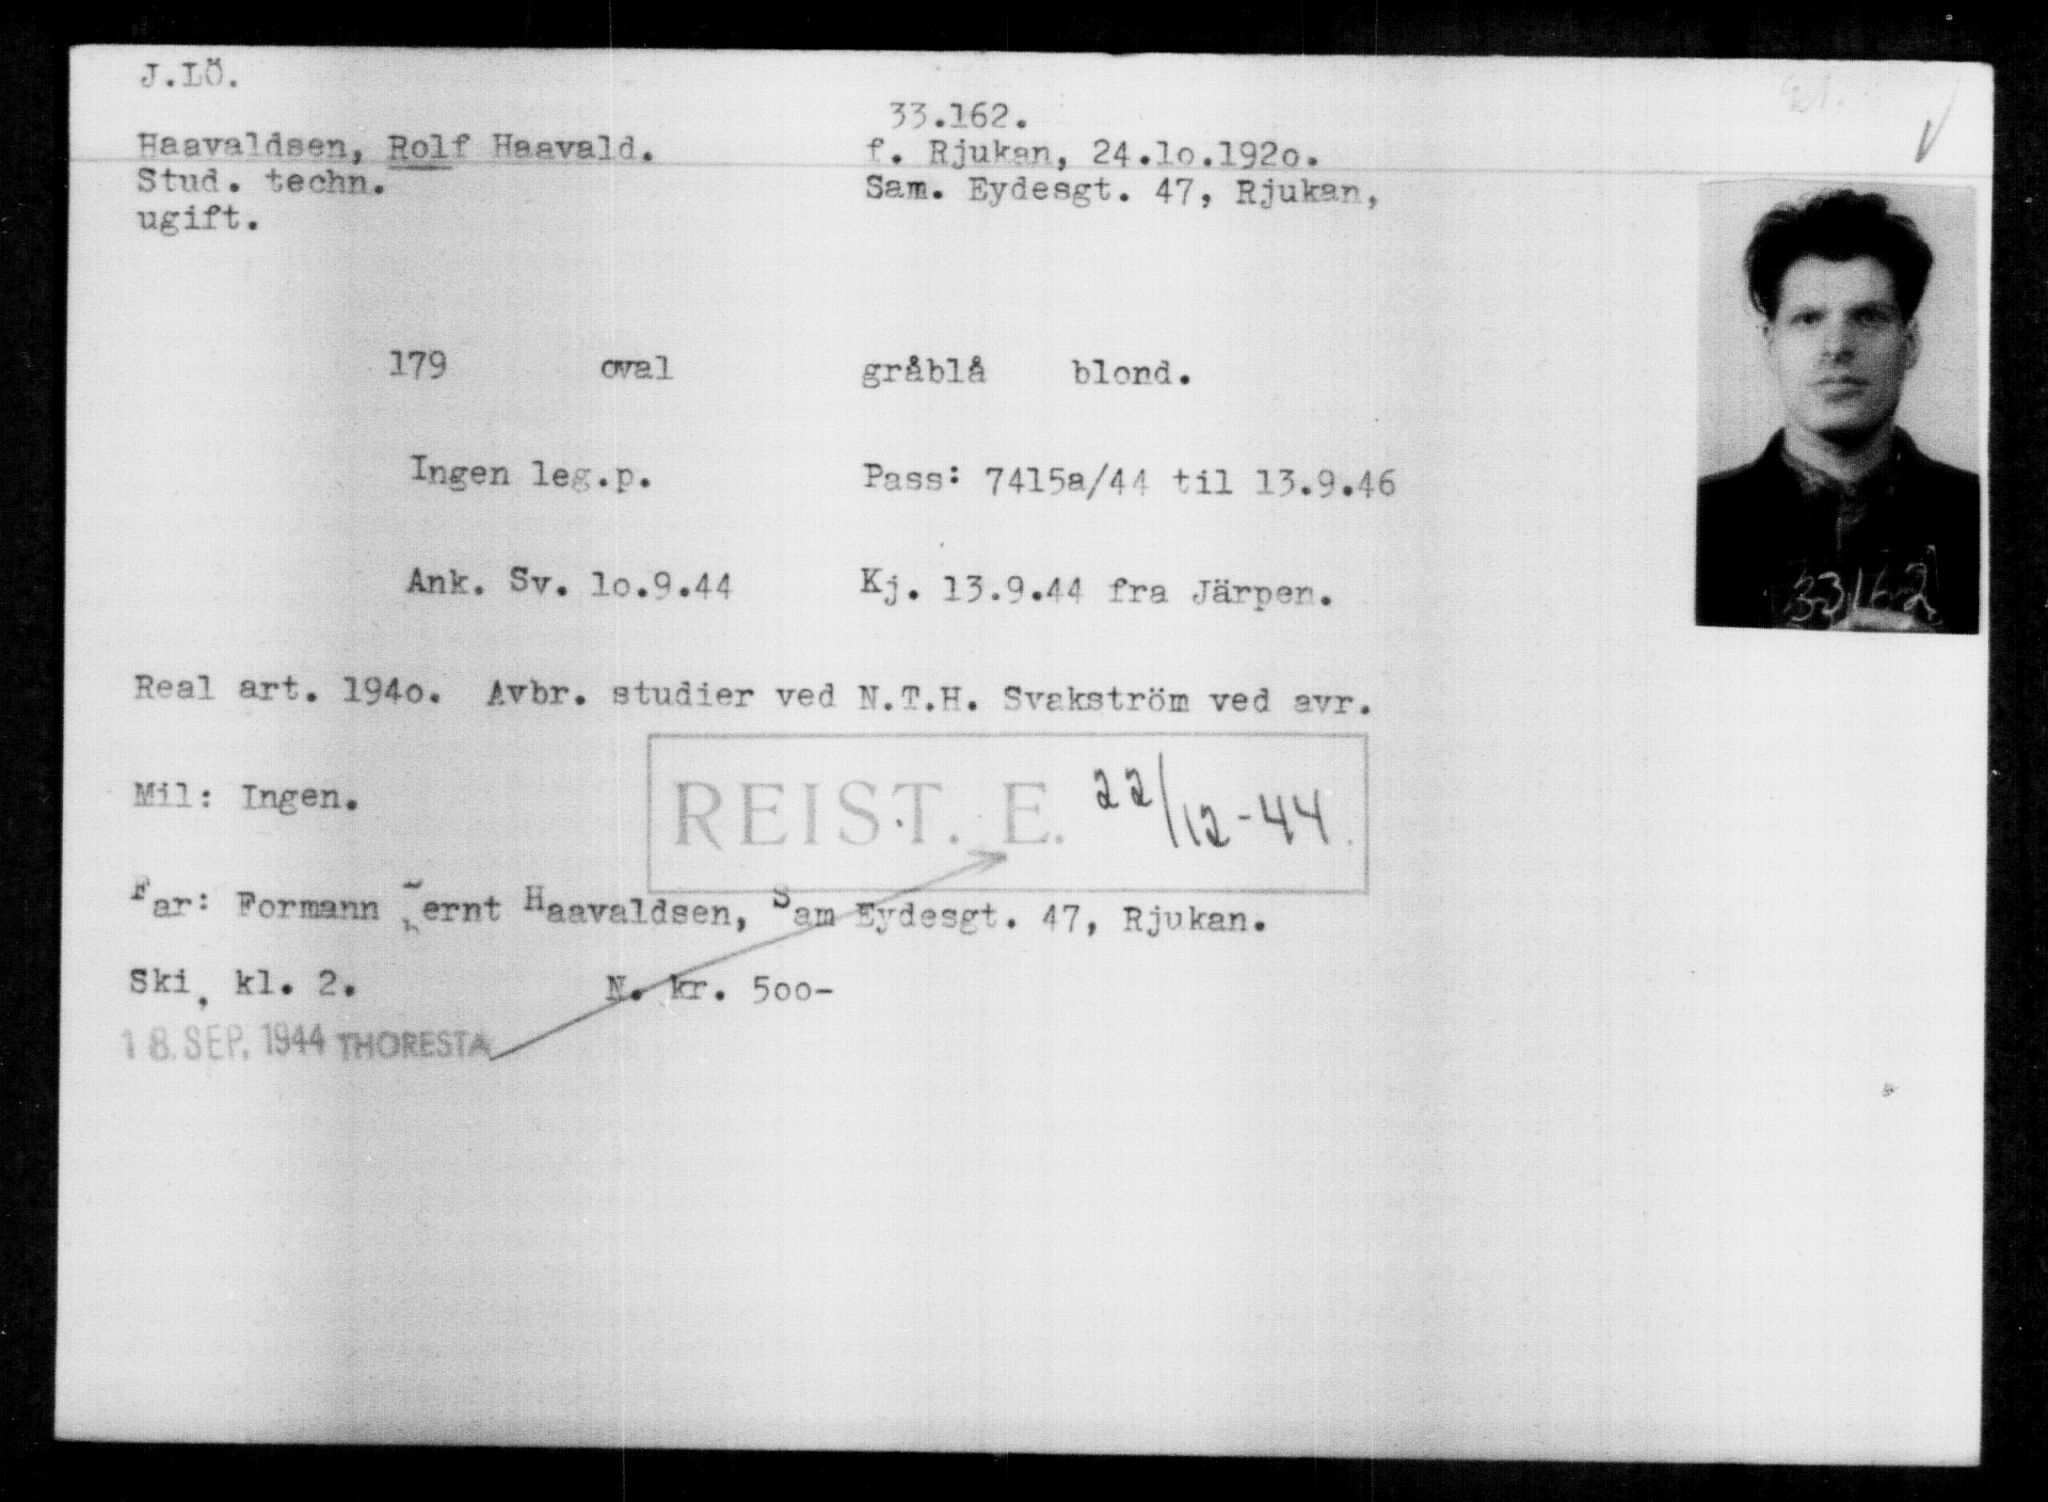 J.LÖ.
33.162.
Haavaldsen, Rolf Haavald. f. Rjukan, 24.lo.192o.
Stud. techn. Sam. Eydesgt. 47, Rjukan,
ugift.
179 oval gråblå blond.
Ingen leg.p. Pass: 7415a/44 til 13.9.46
Ank. Sv. lo.9.44 Kj. 13.9.44 fra Järpen.
33162
Real art. 194o. Avbr. studier ved N.T.H. Svakström ved avr.
Mil: Ingen.
REIST. E. 22/12-44.
Far: Formann Bernt Haavaldsen, Sam Eydesgt. 47, Rjukan.
Ski, kl. 2. N. kr. 5oo-
18. SEP. 1944 THORESTA